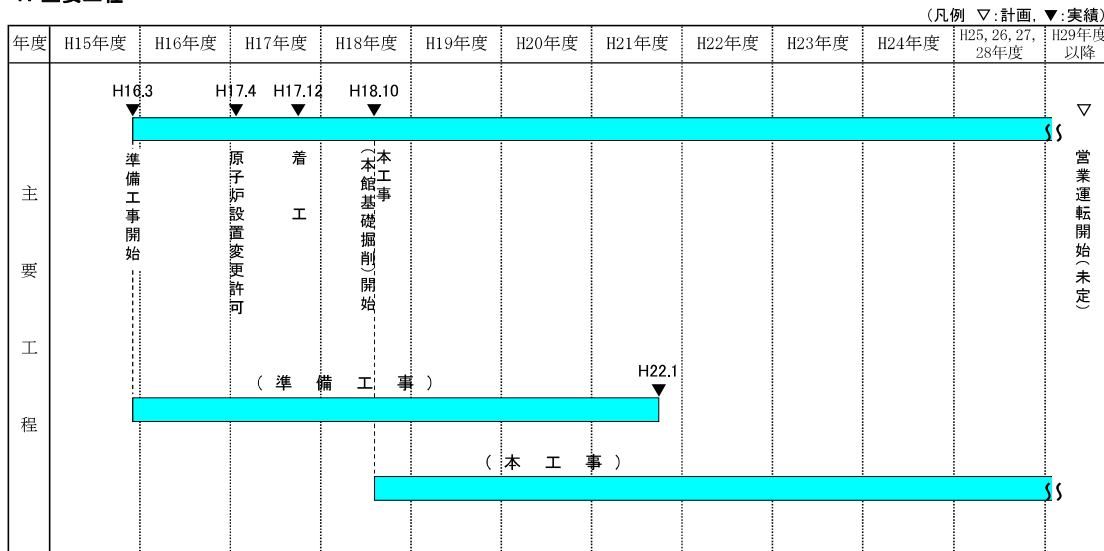 (凡例 ▽:計画, ▼:実績)
年度 H15年度 H16年度 H17年度 H18年度 H19年度 H20年度 H21年度 H22年度 H23年度 H24年度 H25,26,27,28年度 H29年度以降
主要工程
H16.3 H17.4 H17.12 H18.10 ▽
▼ ▼ ▼ ▼
準備工事開始
原子炉設置変更許可
着工
本工事
(本館基礎掘削)開始
営業運転開始(未定)
(準備工事)
H22.1
▼
(本工事)